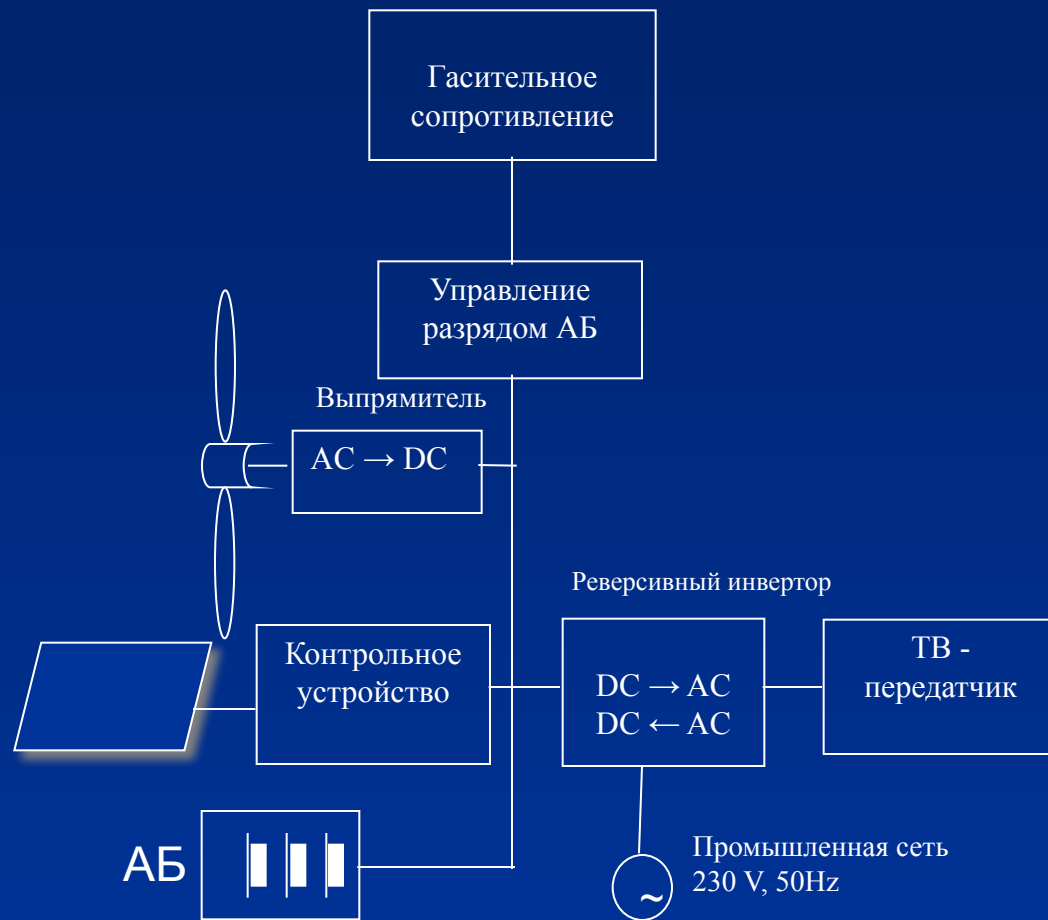 Гасительное
сопротивление
Управление
разрядом АБ
Выпрямитель
AC → DC
Реверсивный инвертор
Контрольное
устройство
DC → AC
DC ← AC
ТВ -
передатчик
АБ
Промышленная сеть
230 V, 50Hz
~